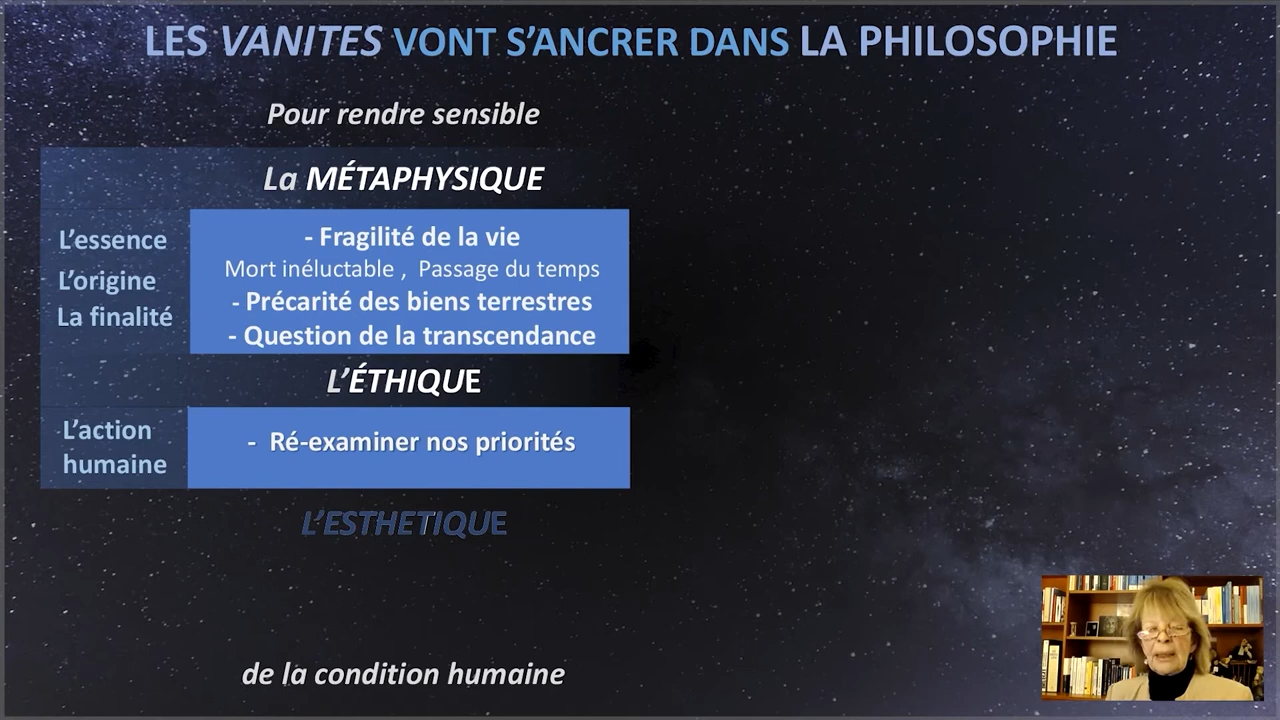 LES VANITES VONT S’ANCRER DANS LA PHILOSOPHIE
Pour rendre sensible
La MÉTAPHYSIQUE
L’essence
L’origine
La finalité
- Fragilité de la vie
Mort inéluctable , Passage du temps
- Précarité des biens terrestres
- Question de la transcendance
L’ÉTHIQUE
L’action
humaine
- Ré-examiner nos priorités
L’ESTHETIQUE
de la condition humaine